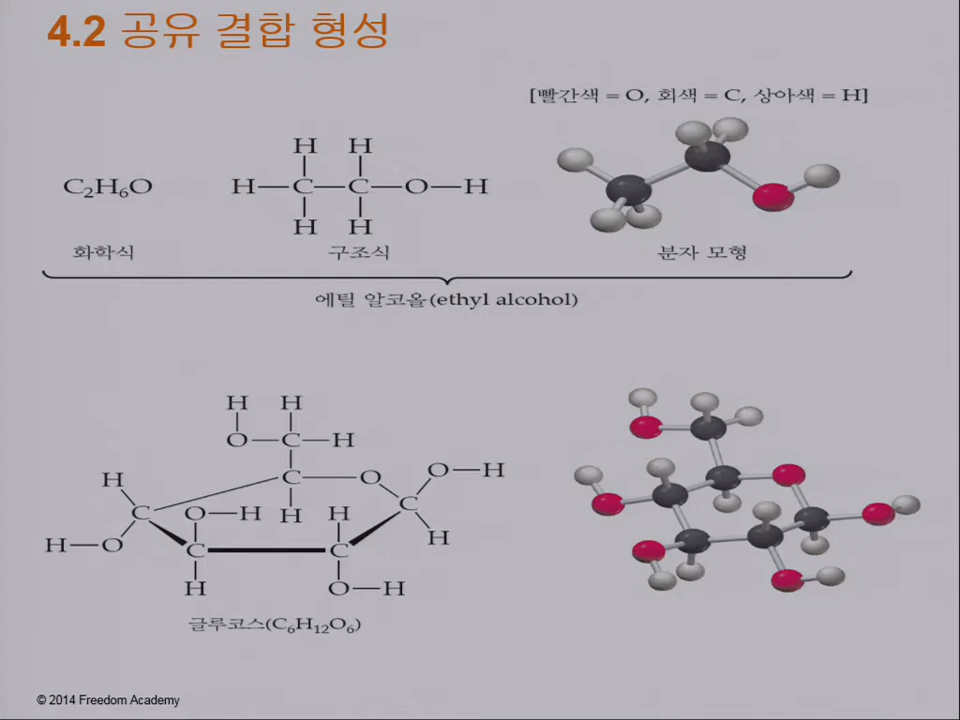 4.2 공유 결합 형성
[빨간색 = O, 회색 = C, 상아색 = H]
H H
C₂H₆O H—C—C—O—H
H H
화학식 구조식 분자 모형
에틸 알코올(ethyl alcohol)
H H
O—C—H
H C O O—H
C O—H H H C
H—O C C H
H O—H
글루코스(C₆H₁₂O₆)
© 2014 Freedom Academy